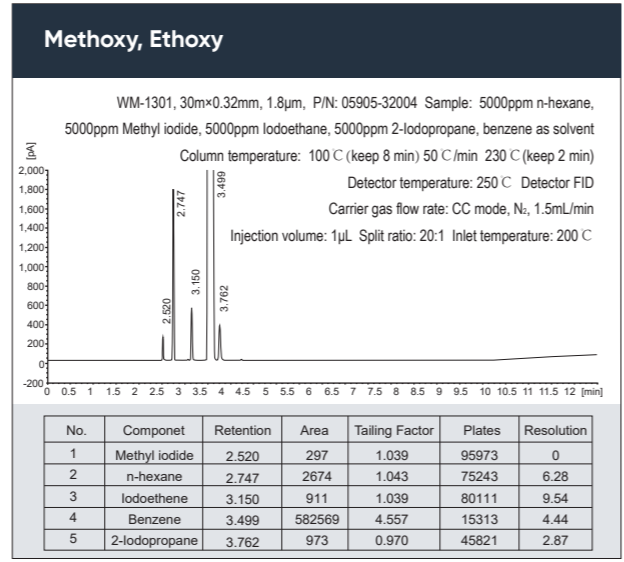 Methoxy, Ethoxy
WM-1301, 30m×0.32mm, 1.8μm, P/N: 05905-32004 Sample: 5000ppm n-hexane,
5000ppm Methyl iodide, 5000ppm Iodoethane, 5000ppm 2-Iodopropane, benzene as solvent
Column temperature: 100℃ (keep 8 min) 50℃/min 230℃ (keep 2 min)
Detector temperature: 250℃ Detector FID
Carrier gas flow rate: CC mode, N₂, 1.5mL/min
Injection volume: 1μL Split ratio: 20:1 Inlet temperature: 200℃
[pA]
2,000
1,800
1,600
1,400
1,200
1,000
800
600
400
200
0
-200
2.520
2.747
3.150
3.499
3.762
0 0.5 1 1.5 2 2.5 3 3.5 4 4.5 5 5.5 6 6.5 7 7.5 8 8.5 9 9.5 10 10.5 11 11.5 12 [min]
No. Componet Retention Area Tailing Factor Plates Resolution
1 Methyl iodide 2.520 297 1.039 95973 0
2 n-hexane 2.747 2674 1.043 75243 6.28
3 Iodoethene 3.150 911 1.039 80111 9.54
4 Benzene 3.499 582569 4.557 15313 4.44
5 2-Iodopropane 3.762 973 0.970 45821 2.87